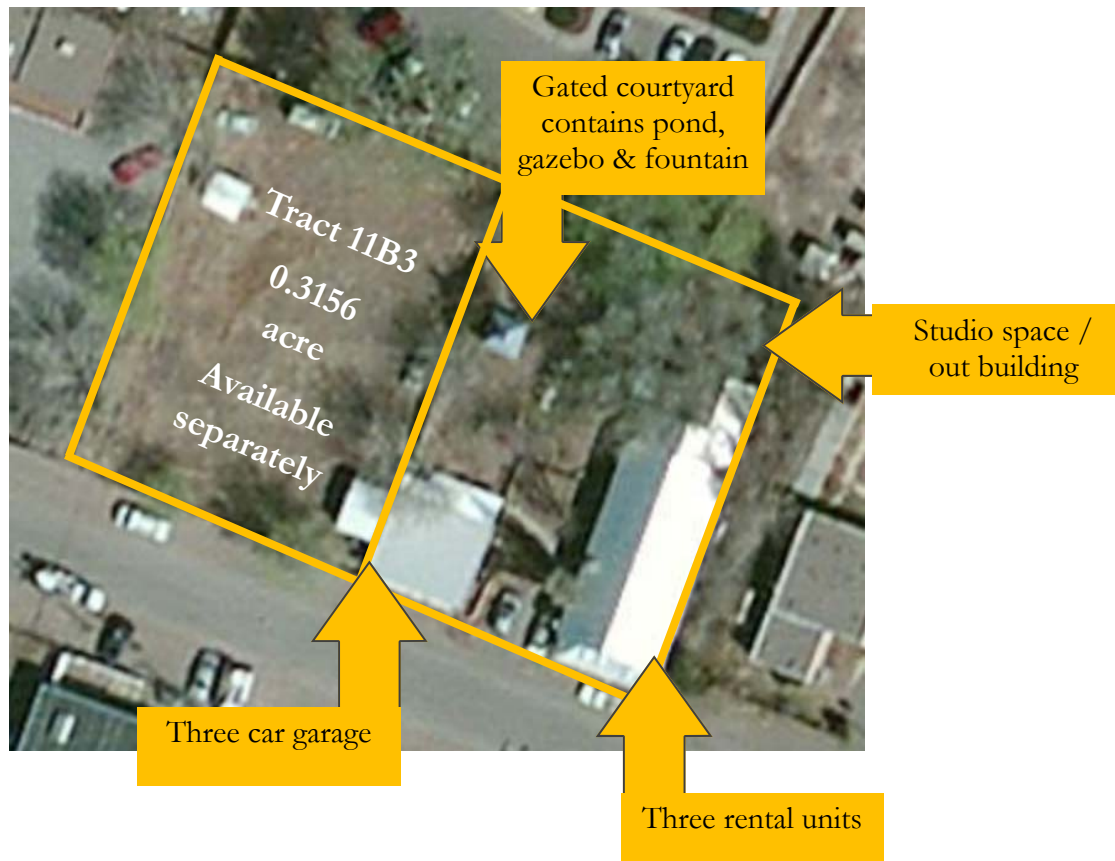 Gated courtyard
contains pond,
gazebo & fountain
Tract 11B3
0.3156
acre
Available
separately
Studio space /
out building
Three car garage
Three rental units